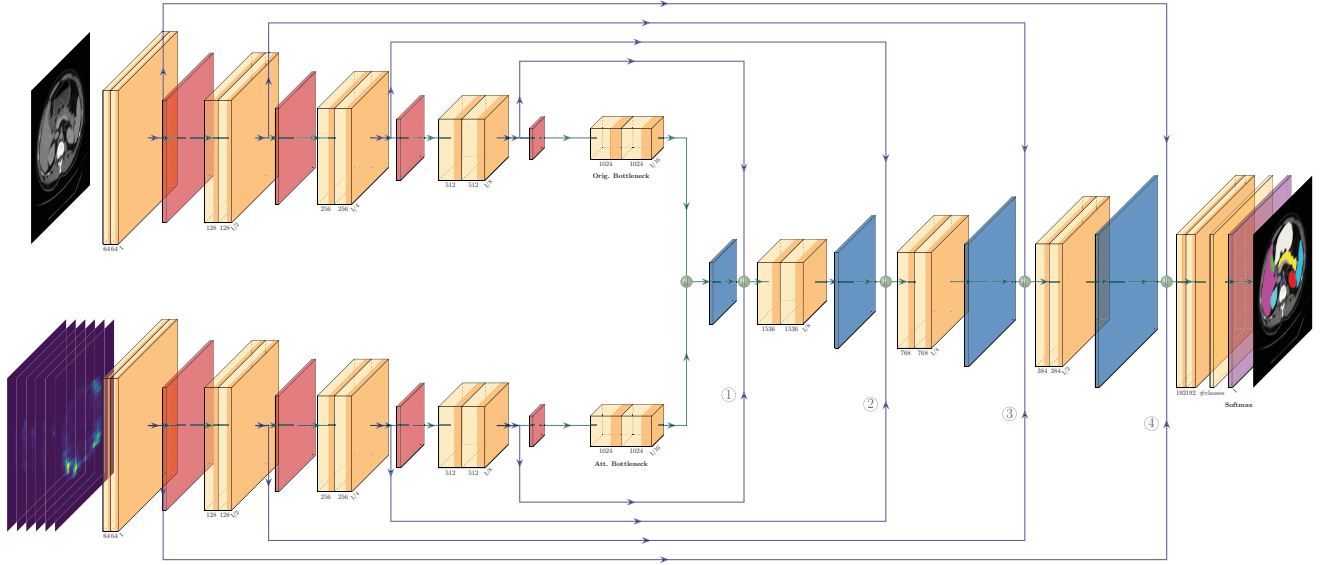 64 64 1
128 128 1/2
256 256 1/4
512 512 1/8
1024 1024 1/16
Orig. Bottleneck
1536 1536 1/8
768 768 1/4
384 384 1/2
192 192 #classes 1
Softmax
① ② ③ ④
64 64 1
128 128 1/2
256 256 1/4
512 512 1/8
1024 1024 1/16
Att. Bottleneck